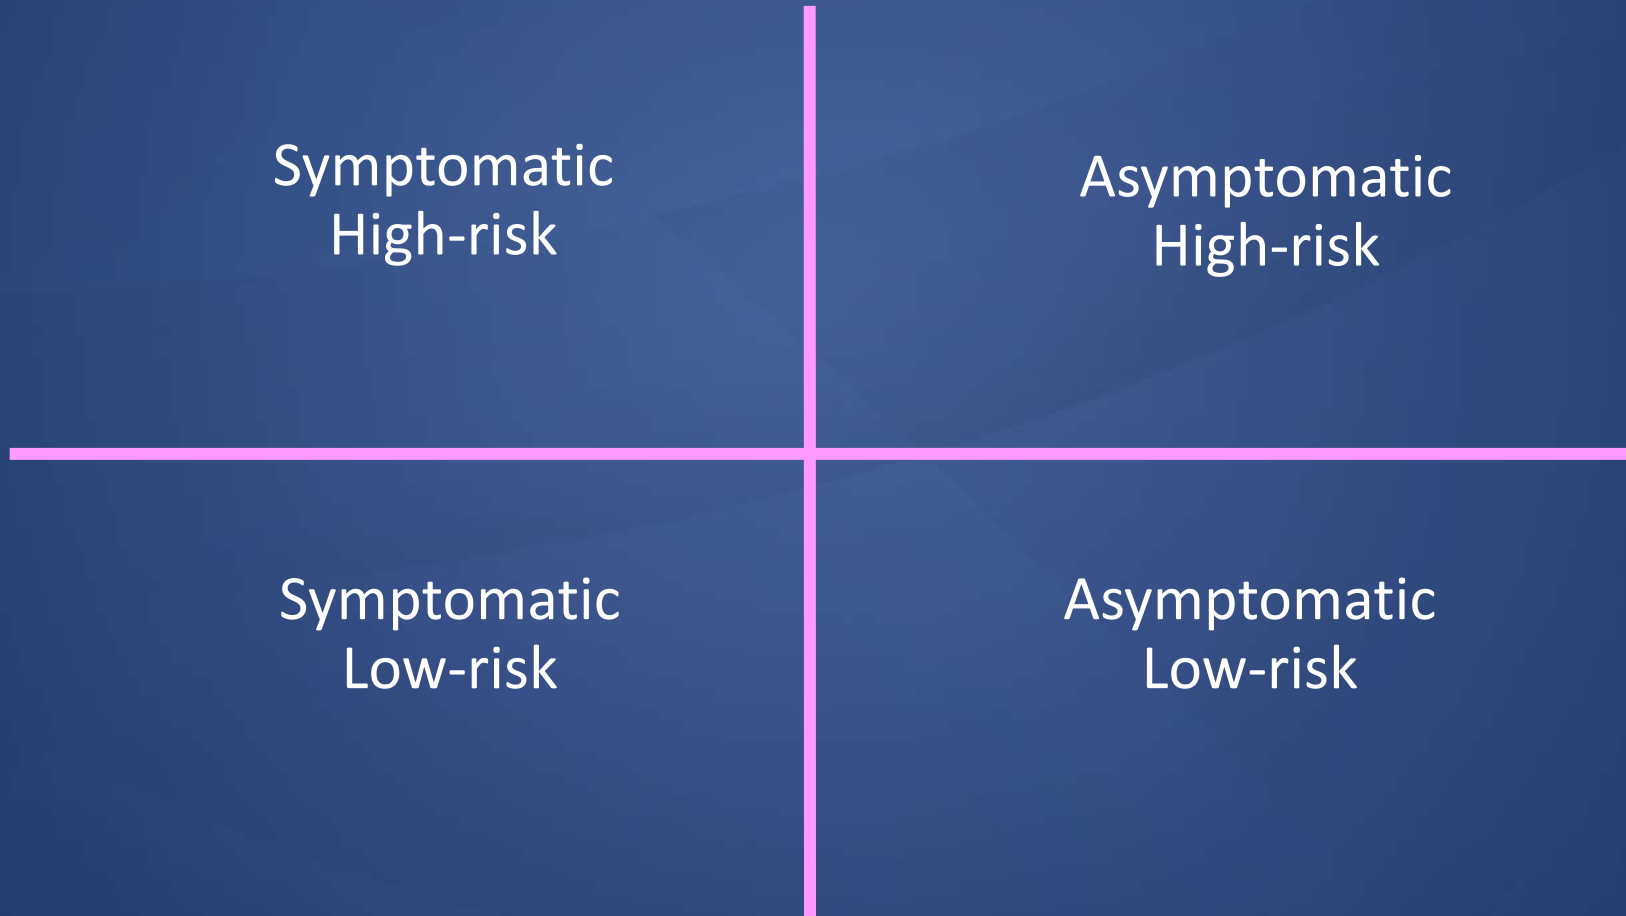 Symptomatic
High-risk
Asymptomatic
High-risk
Symptomatic
Low-risk
Asymptomatic
Low-risk